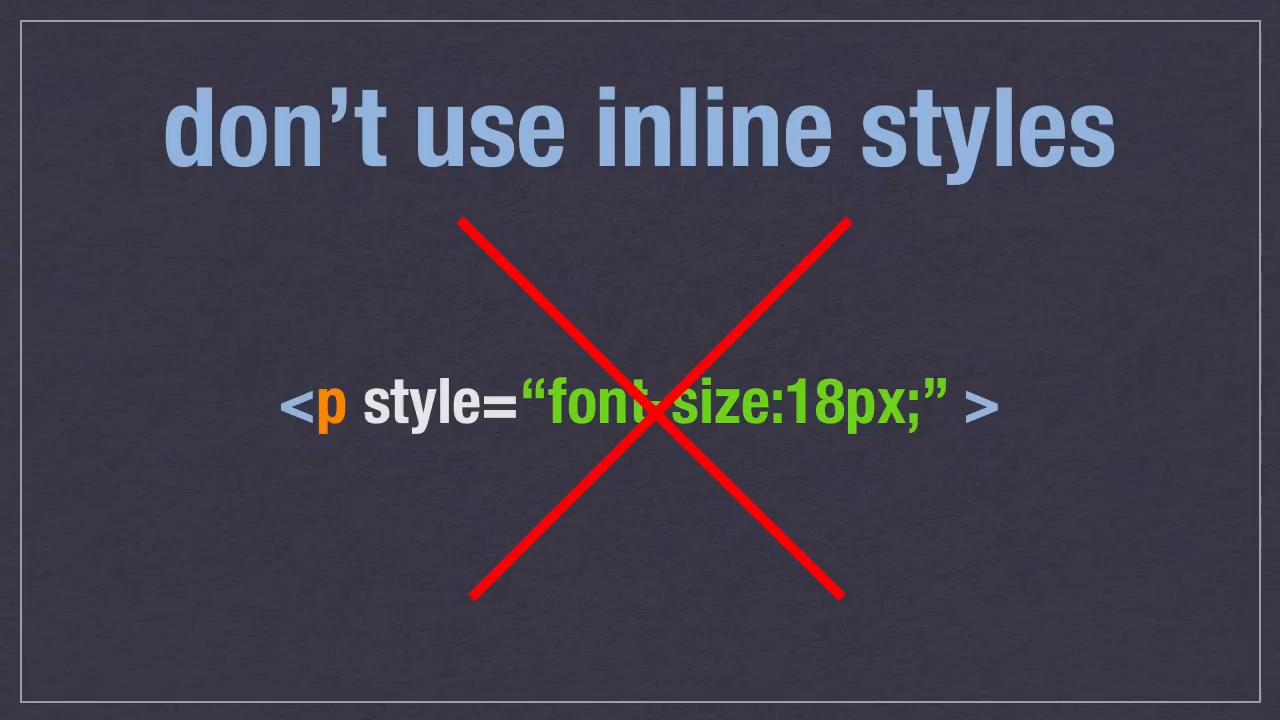 don’t use inline styles
<p style=“font-size:18px;” >